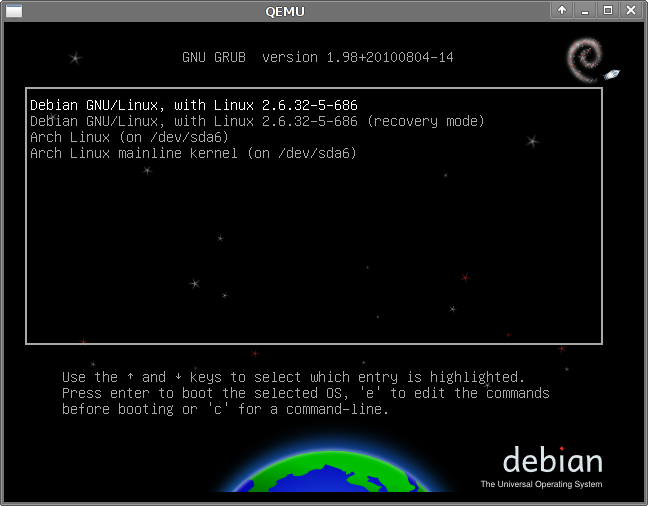 QEMU
GNU GRUB  version 1.98+20100804-14
Debian GNU/Linux, with Linux 2.6.32-5-686
Debian GNU/Linux, with Linux 2.6.32-5-686 (recovery mode)
Arch Linux (on /dev/sda6)
Arch Linux mainline kernel (on /dev/sda6)
Use the ↑ and ↓ keys to select which entry is highlighted.
Press enter to boot the selected OS, 'e' to edit the commands
before booting or 'c' for a command-line.
debian
The Universal Operating System